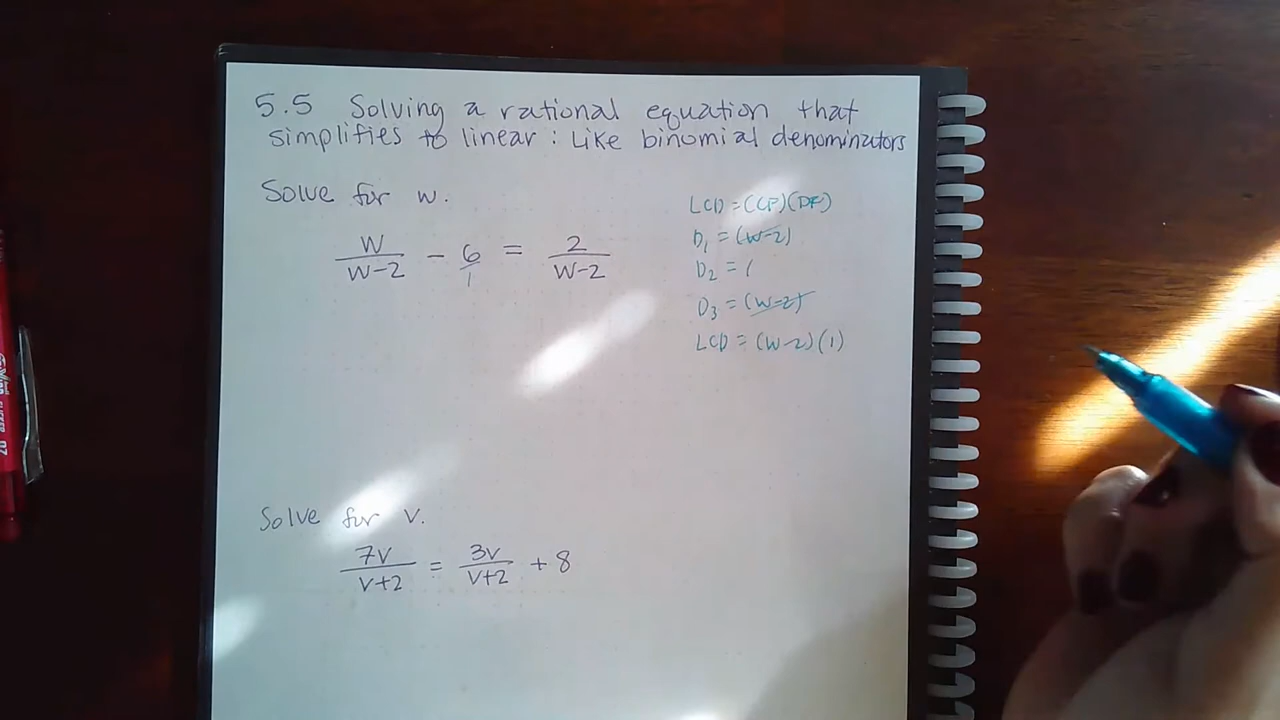 5.5 Solving a rational equation that
simplifies to linear: Like binomial denominators
Solve for w.
w/(w-2) - 6/1 = 2/(w-2)
LCD = (CF)(DF)
D₁ = (w-2)
D₂ = 1
D₃ = (w-2)
LCD = (w-2)(1)
Solve for v.
7v/(v+2) = 3v/(v+2) + 8